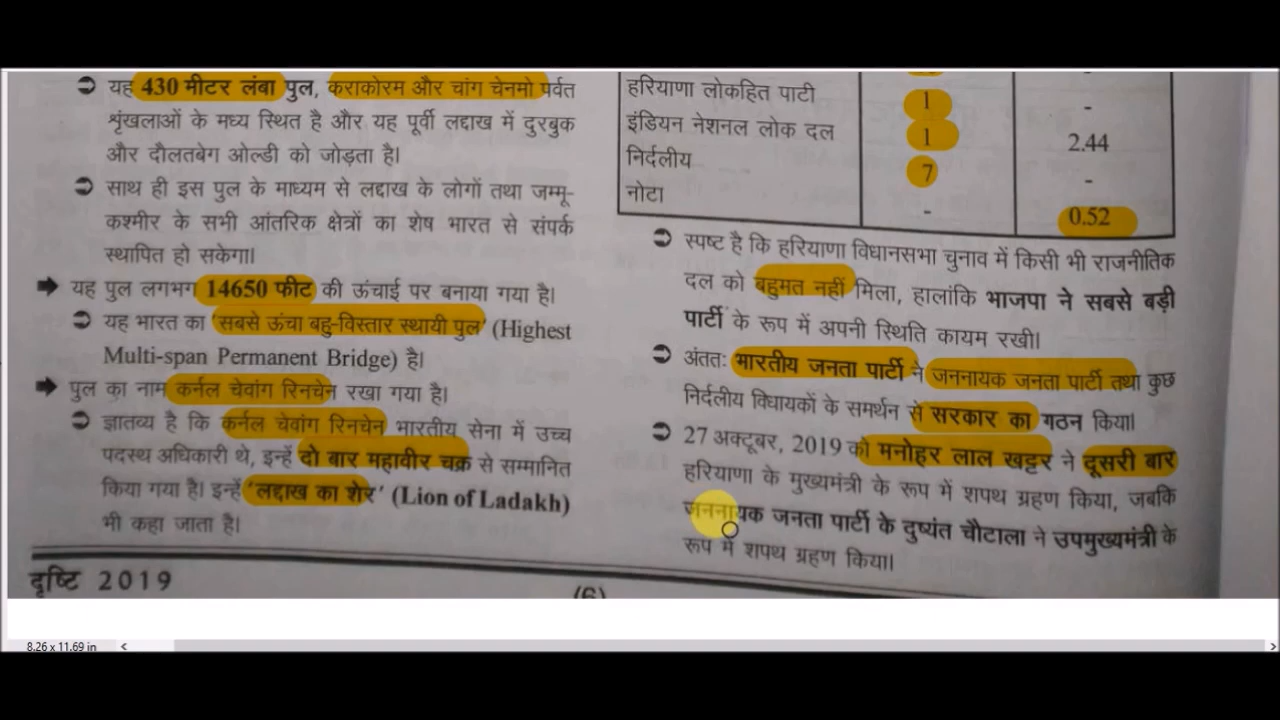 यह 430 मीटर लंबा पुल, काराकोरम और चांग चेनमो पर्वत
श्रृंखलाओं के मध्य स्थित है और यह पूर्वी लद्दाख में दुरबुक
और दौलतबेग ओल्डी को जोड़ता है।
साथ ही इस पुल के माध्यम से लद्दाख के लोगों तथा जम्मू-
कश्मीर के सभी आंतरिक क्षेत्रों का शेष भारत से संपर्क
स्थापित हो सकेगा।
यह पुल लगभग 14650 फीट की ऊंचाई पर बनाया गया है।
यह भारत का 'सबसे ऊंचा बहु-विस्तार स्थायी पुल' (Highest
Multi-span Permanent Bridge) है।
पुल का नाम कर्नल चेवांग रिनचेन रखा गया है।
ज्ञातव्य है कि कर्नल चेवांग रिनचेन भारतीय सेना में उच्च
पदस्थ अधिकारी थे, इन्हें दो बार महावीर चक्र से सम्मानित
किया गया है। इन्हें 'लद्दाख का शेर' (Lion of Ladakh)
भी कहा जाता है।
दृष्टि 2019
(6)
हरियाणा लोकहित पार्टी 1 -
इंडियन नेशनल लोक दल 1 2.44
निर्दलीय 7 -
नोटा - 0.52
स्पष्ट है कि हरियाणा विधानसभा चुनाव में किसी भी राजनीतिक
दल को बहुमत नहीं मिला, हालांकि भाजपा ने सबसे बड़ी
पार्टी के रूप में अपनी स्थिति कायम रखी।
अंततः भारतीय जनता पार्टी ने जननायक जनता पार्टी तथा कुछ
निर्दलीय विधायकों के समर्थन से सरकार का गठन किया।
27 अक्टूबर, 2019 को मनोहर लाल खट्टर ने दूसरी बार
हरियाणा के मुख्यमंत्री के रूप में शपथ ग्रहण किया, जबकि
जननायक जनता पार्टी के दुष्यंत चौटाला ने उपमुख्यमंत्री के
रूप में शपथ ग्रहण किया।
8.26 x 11.69 in